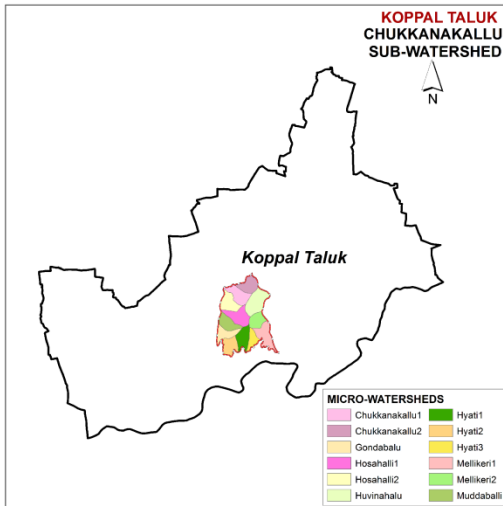 KOPPAL TALUK
CHUKKANAKALLU
SUB-WATERSHED
N
Koppal Taluk
MICRO-WATERSHEDS
Chukkanakallu1
Chukkanakallu2
Gondabalu
Hosahalli1
Hosahalli2
Huvinahalu
Hyati1
Hyati2
Hyati3
Mellikeri1
Mellikeri2
Muddaballi